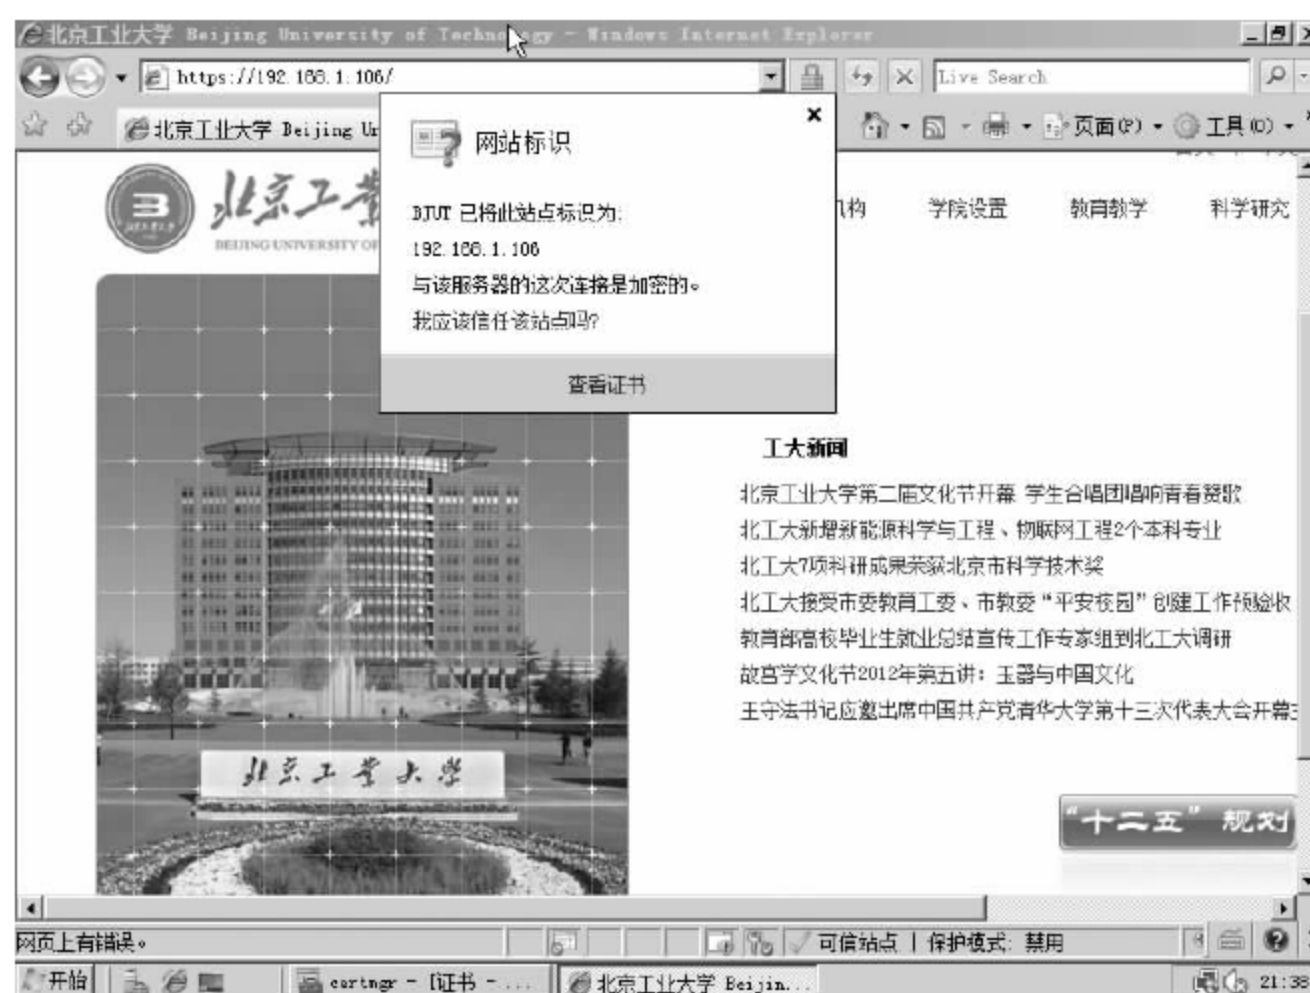 北京工业大学 Beijing University of Technology - Windows Internet Explorer
https://192.168.1.106/
Live Search
北京工业大学 Beijing Un
页面(P)
工具(O)
网站标识
BJUT 已将此站点标识为:
192.168.1.106
与该服务器的这次连接是加密的。
我应该信任该站点吗?
查看证书
北京工业
BEIJING UNIVERSITY OF
机构
学院设置
教育教学
科学研究
工大新闻
北京工业大学第二届文化节开幕 学生合唱团唱响青春赞歌
北工大新增新能源科学与工程、物联网工程2个本科专业
北工大7项科研成果荣获北京市科学技术奖
北工大接受市委教育工委、市教委“平安校园”创建工作预验收
教育部高校毕业生就业总结宣传工作专家组到北工大调研
故宫学文化节2012年第五讲: 玉器与中国文化
王守法书记应邀出席中国共产党清华大学第十三次代表大会开幕
北京工业大学
“十二五”规划
网页上有错误。
可信站点 | 保护模式: 禁用
开始
certmgr - [证书 - ...
北京工业大学 Beijin...
21:38